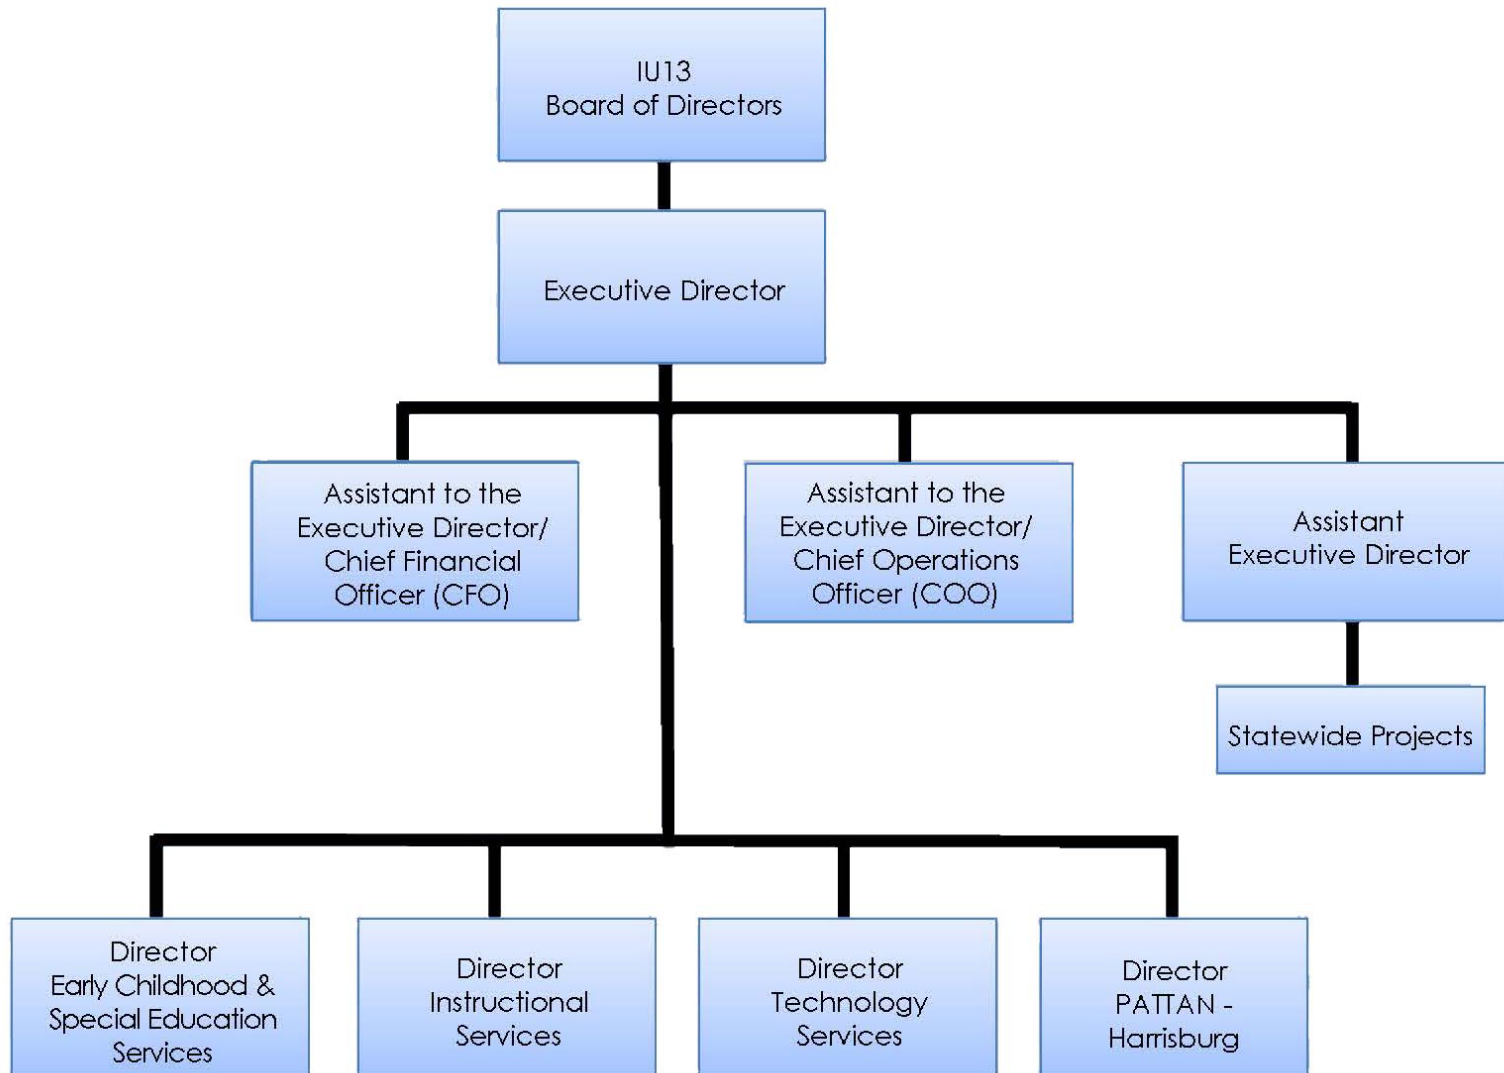 IU13
Board of Directors
Executive Director
Assistant to the
Executive Director/
Chief Financial
Officer (CFO)
Assistant to the
Executive Director/
Chief Operations
Officer (COO)
Assistant
Executive Director
Statewide Projects
Director
Early Childhood &
Special Education
Services
Director
Instructional
Services
Director
Technology
Services
Director
PATTAN -
Harrisburg